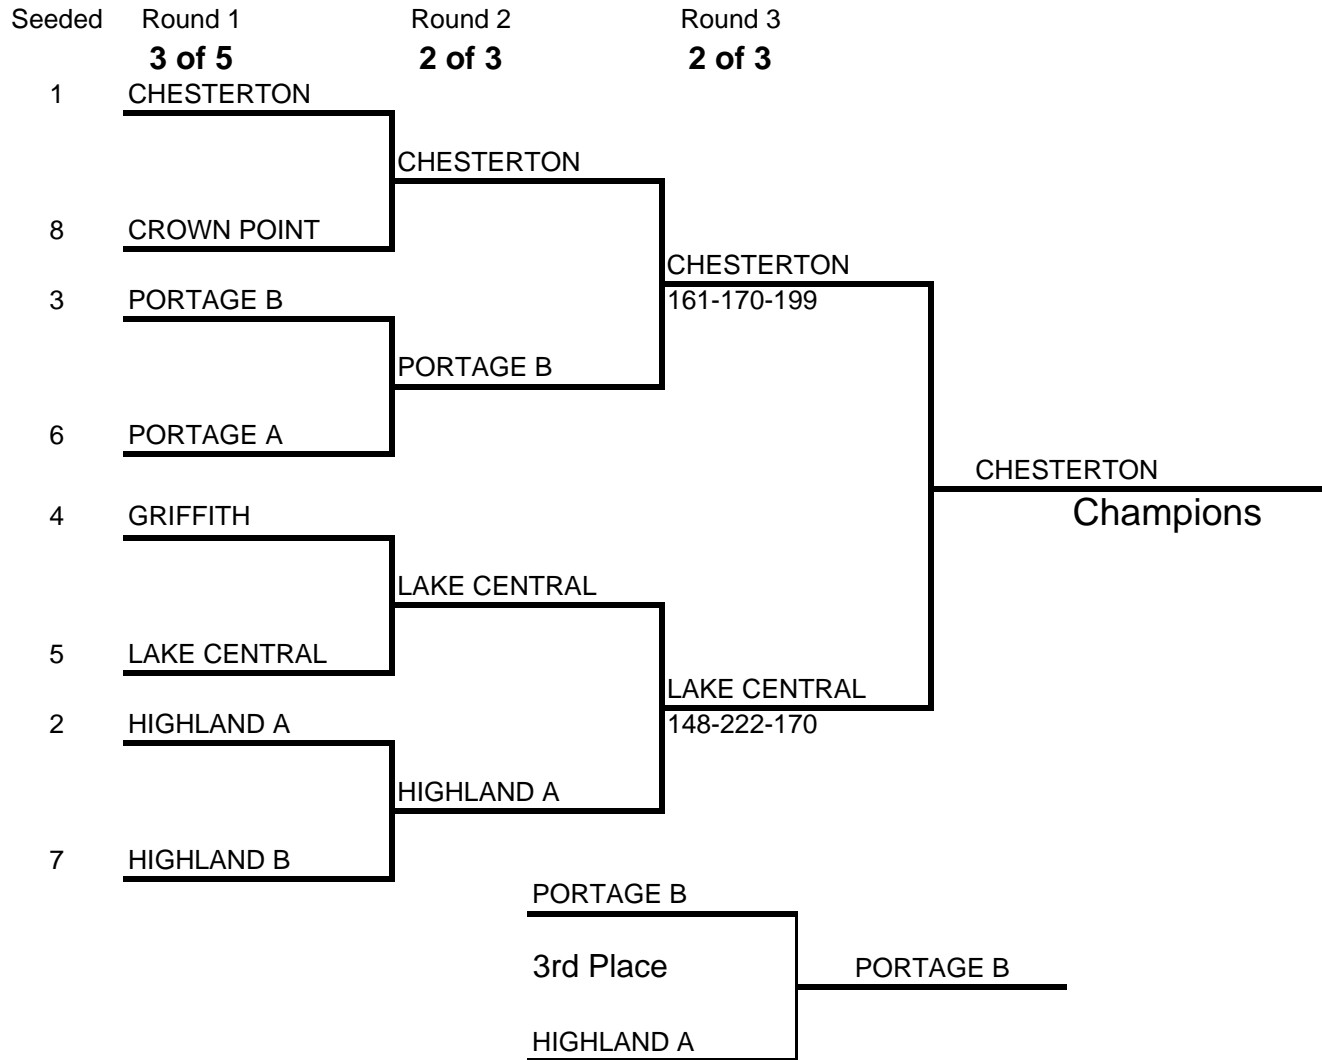 Seeded Round 1 Round 2 Round 3
3 of 5 2 of 3 2 of 3
1 CHESTERTON
CHESTERTON
8 CROWN POINT
CHESTERTON
3 PORTAGE B 161-170-199
PORTAGE B
6 PORTAGE A
CHESTERTON
4 GRIFFITH Champions
LAKE CENTRAL
5 LAKE CENTRAL
LAKE CENTRAL
2 HIGHLAND A 148-222-170
HIGHLAND A
7 HIGHLAND B
PORTAGE B
3rd Place PORTAGE B
HIGHLAND A